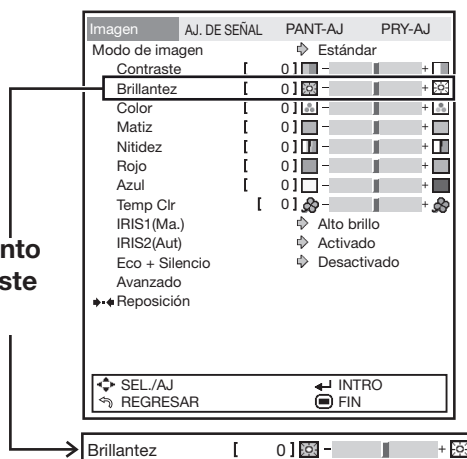 Imagen AJ. DE SEÑAL PANT-AJ PRY-AJ
Modo de imagen Estándar
Contraste [ 0 ] - +
Brillantez [ 0 ] - +
Color [ 0 ] - +
Matiz [ 0 ] - +
Nitidez [ 0 ] - +
Rojo [ 0 ] - +
Azul [ 0 ] - +
Temp Clr [ 0 ] - +
IRIS1(Ma.) Alto brillo
IRIS2(Aut) Activado
Eco + Silencio Desactivado
Avanzado
Reposición
nto
ste
SEL./AJ INTRO
REGRESAR FIN
Brillantez [ 0 ] - +